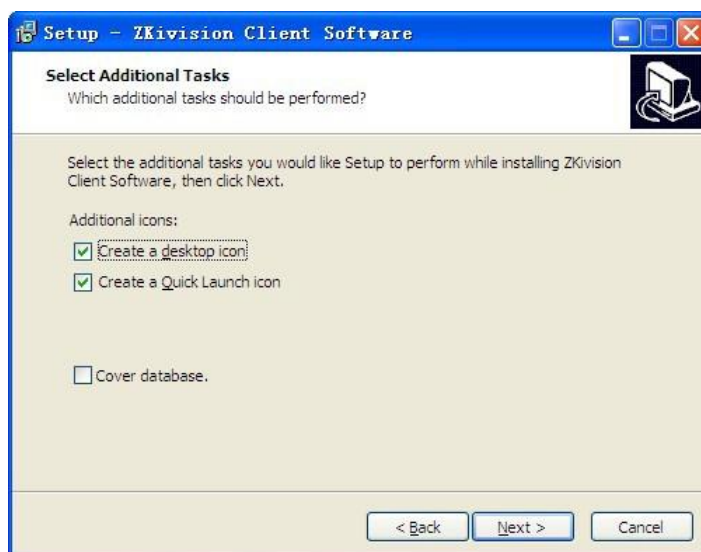 Setup - ZKivision Client Software
Select Additional Tasks
Which additional tasks should be performed?
Select the additional tasks you would like Setup to perform while installing ZKivision
Client Software, then click Next.
Additional icons:
Create a desktop icon
Create a Quick Launch icon
Cover database.
< Back Next > Cancel